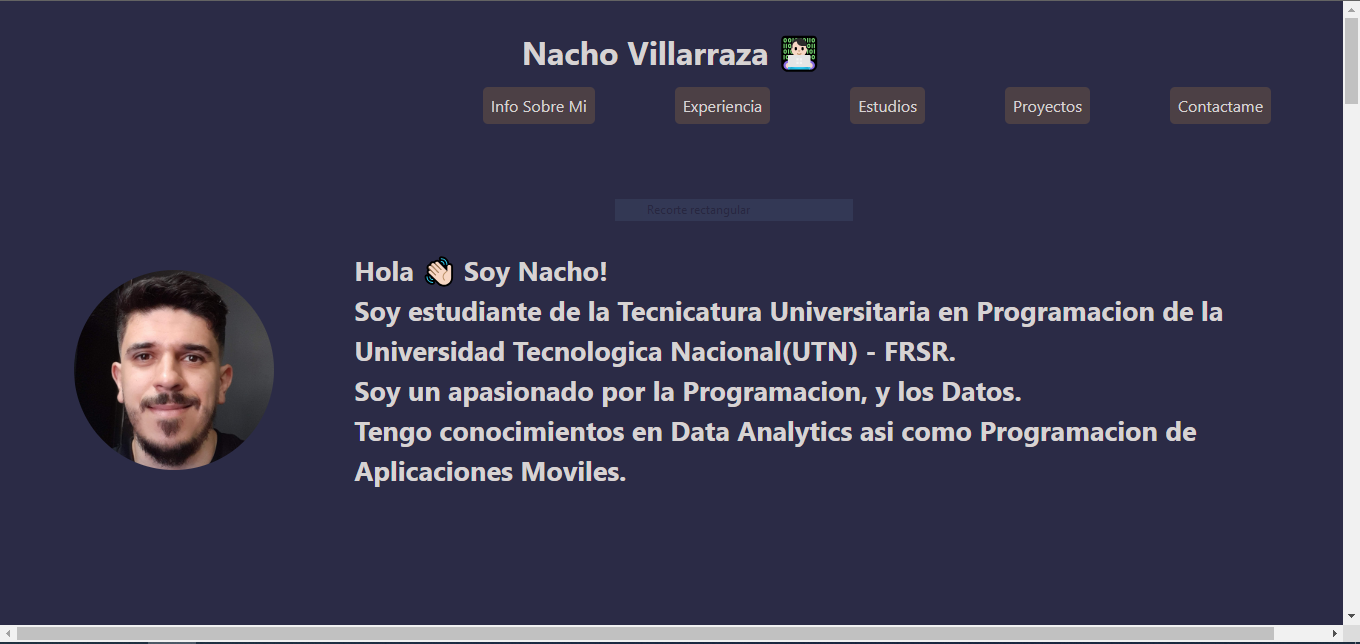 Nacho Villarraza 👨🏻‍💻
Info Sobre Mi Experiencia Estudios Proyectos Contactame
Recorte rectangular
Hola 👋🏻 Soy Nacho!
Soy estudiante de la Tecnicatura Universitaria en Programacion de la
Universidad Tecnologica Nacional(UTN) - FRSR.
Soy un apasionado por la Programacion, y los Datos.
Tengo conocimientos en Data Analytics asi como Programacion de
Aplicaciones Moviles.